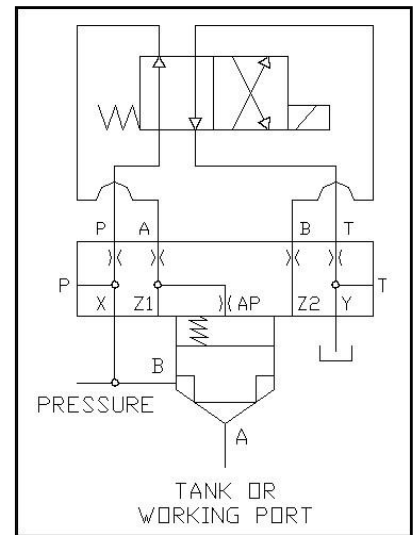 P A B T
P T
X Z1 AP Z2 Y
B
PRESSURE
A
TANK OR
WORKING PORT